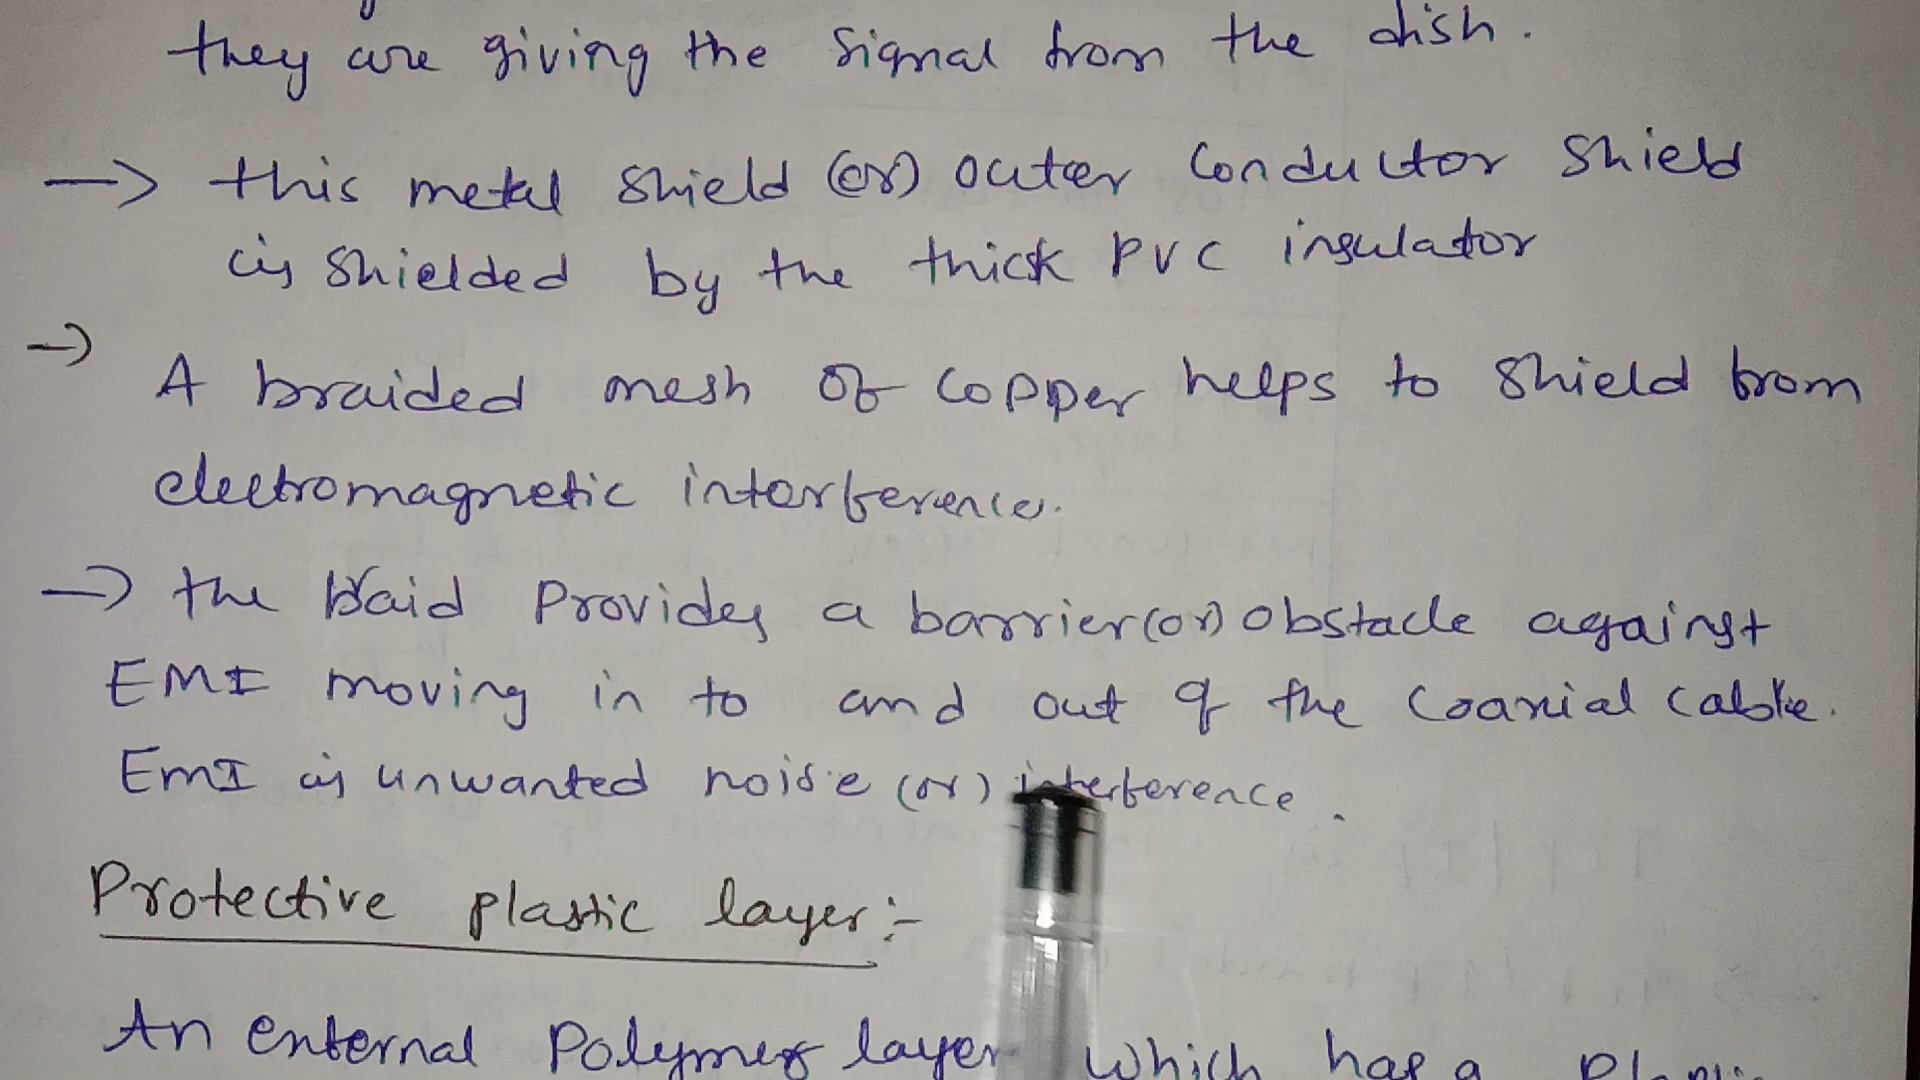 they are giving the signal from the dish.
→ this metal shield (or) outer conductor shield
is shielded by the thick PVC insulator
→ A braided mesh of copper helps to shield from
electromagnetic interference.
→ the braid provides a barrier (or) obstacle against
EMI moving in to and out of the coaxial cable.
EMI is unwanted noise (or) interference.
Protective plastic layer:-
An external polymer layer which has a